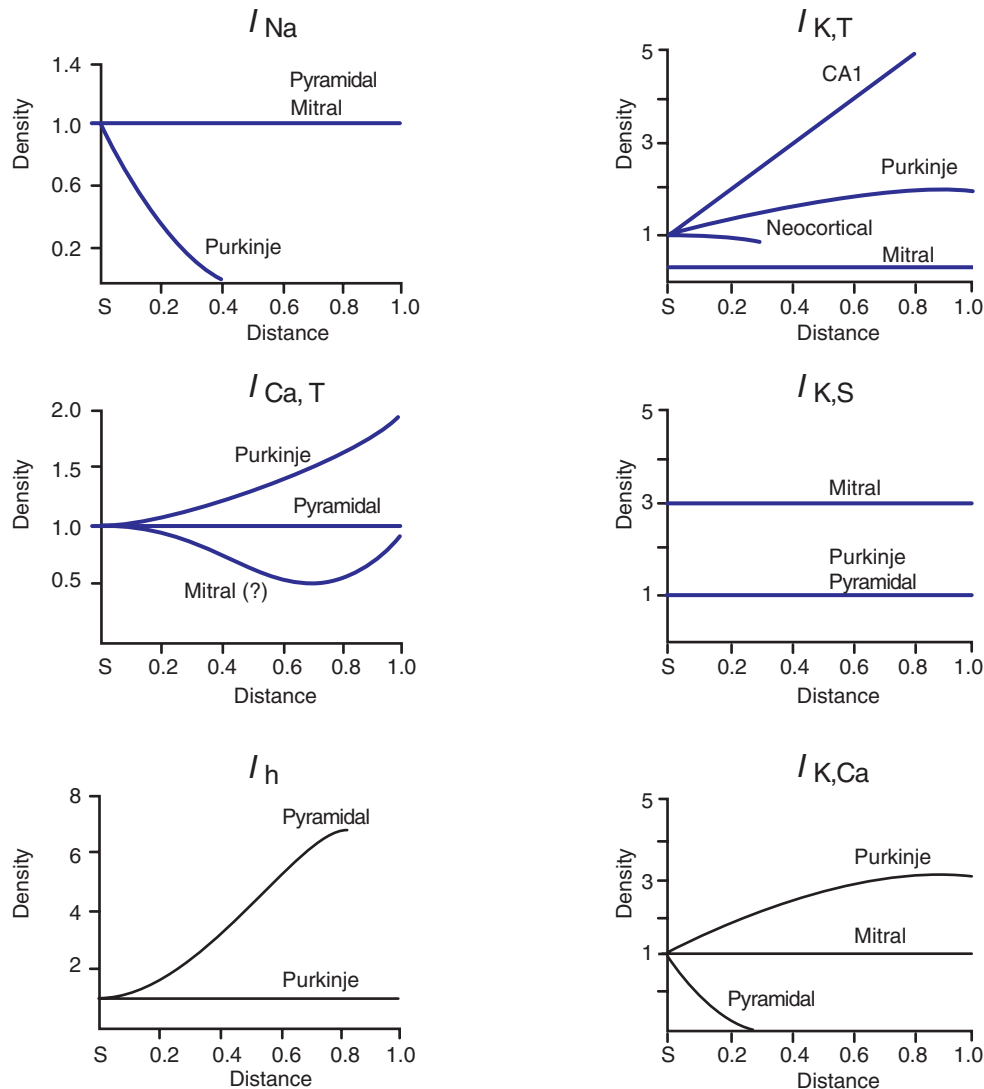 I Na
1.4
1.0
0.6
0.2
Density
Pyramidal
Mitral
Purkinje
S 0.2 0.4 0.6 0.8 1.0
Distance
I K,T
5
3
1
Density
CA1
Purkinje
Neocortical
Mitral
S 0.2 0.4 0.6 0.8 1.0
Distance
I Ca, T
2.0
1.5
1.0
0.5
Density
Purkinje
Pyramidal
Mitral (?)
S 0.2 0.4 0.6 0.8 1.0
Distance
I K,S
5
3
1
Density
Mitral
Purkinje
Pyramidal
S 0.2 0.4 0.6 0.8 1.0
Distance
I h
8
6
4
2
Density
Pyramidal
Purkinje
S 0.2 0.4 0.6 0.8 1.0
Distance
I K,Ca
5
3
1
Density
Purkinje
Mitral
Pyramidal
S 0.2 0.4 0.6 0.8 1.0
Distance